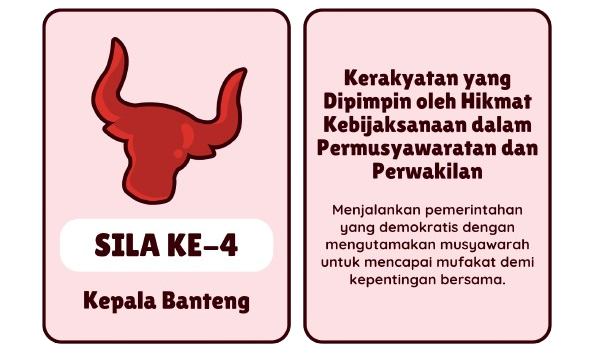 SILA KE-4
Kepala Banteng
Kerakyatan yang
Dipimpin oleh Hikmat
Kebijaksanaan dalam
Permusyawaratan dan
Perwakilan
Menjalankan pemerintahan
yang demokratis dengan
mengutamakan musyawarah
untuk mencapai mufakat demi
kepentingan bersama.